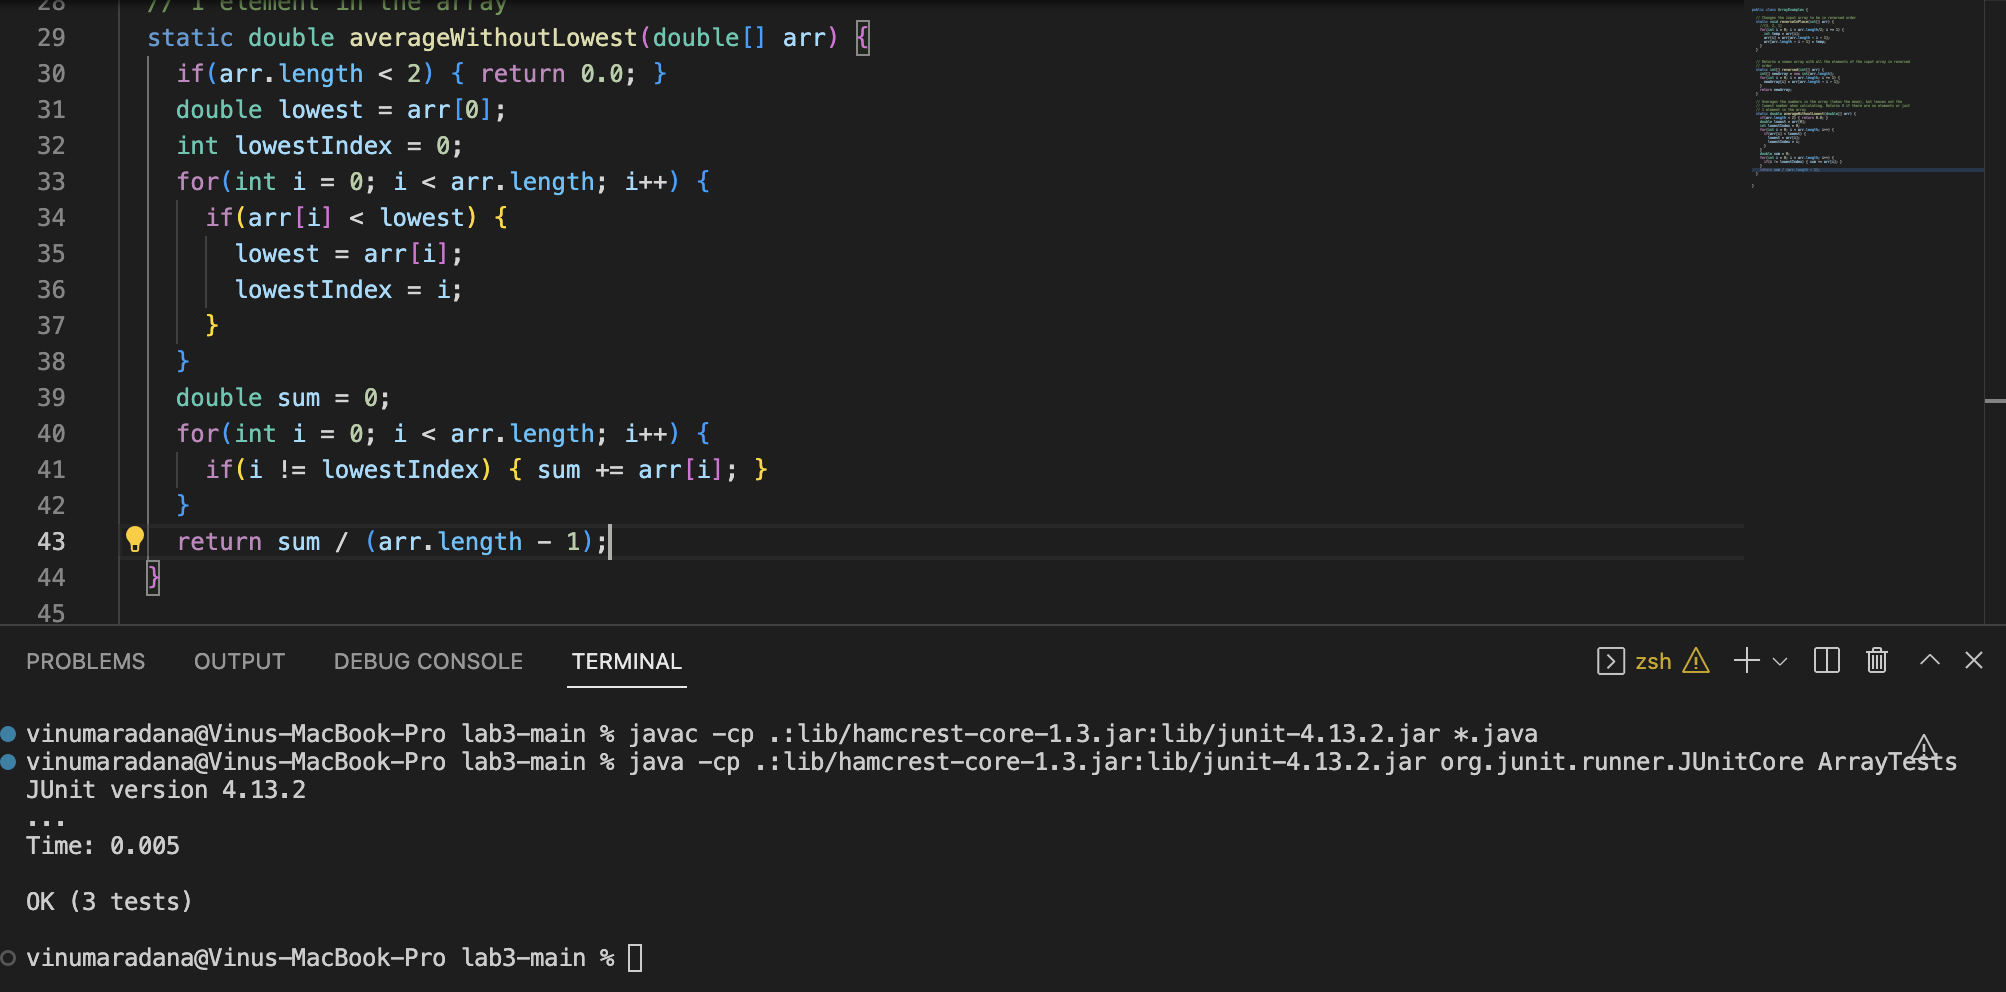 28 // 1 element in the array
29 static double averageWithoutLowest(double[] arr) {
30 if(arr.length < 2) { return 0.0; }
31 double lowest = arr[0];
32 int lowestIndex = 0;
33 for(int i = 0; i < arr.length; i++) {
34 if(arr[i] < lowest) {
35 lowest = arr[i];
36 lowestIndex = i;
37 }
38 }
39 double sum = 0;
40 for(int i = 0; i < arr.length; i++) {
41 if(i != lowestIndex) { sum += arr[i]; }
42 }
43 return sum / (arr.length - 1);
44 }
45
PROBLEMS OUTPUT DEBUG CONSOLE TERMINAL zsh
vinumaradana@Vinus-MacBook-Pro lab3-main % javac -cp .:lib/hamcrest-core-1.3.jar:lib/junit-4.13.2.jar *.java
vinumaradana@Vinus-MacBook-Pro lab3-main % java -cp .:lib/hamcrest-core-1.3.jar:lib/junit-4.13.2.jar org.junit.runner.JUnitCore ArrayTests
JUnit version 4.13.2
...
Time: 0.005
OK (3 tests)
vinumaradana@Vinus-MacBook-Pro lab3-main %